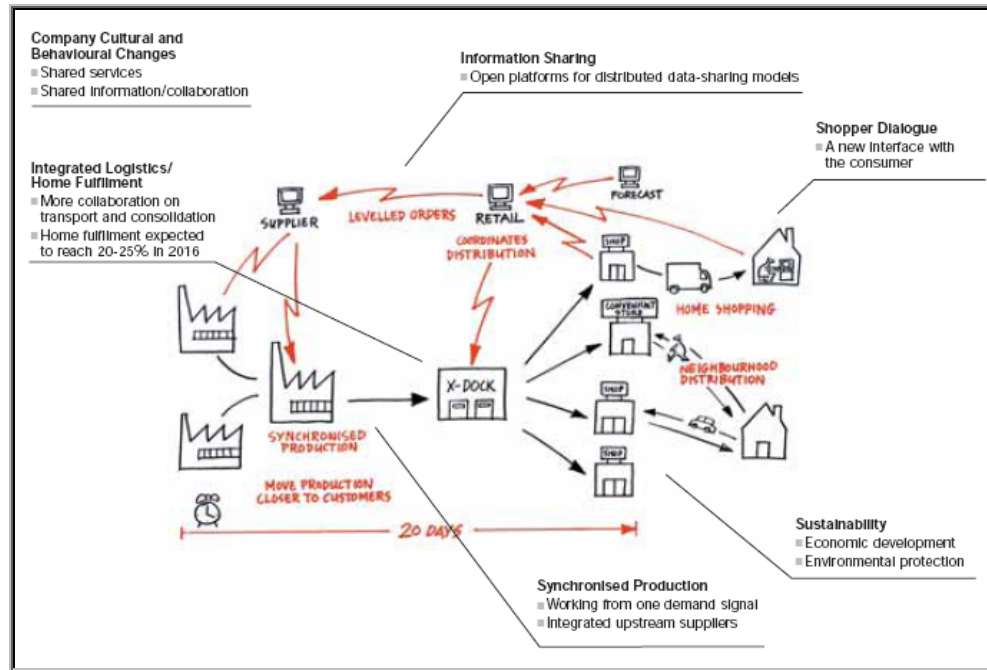 Company Cultural and
Behavioural Changes
Shared services
Shared information/collaboration
Information Sharing
Open platforms for distributed data-sharing models
Shopper Dialogue
A new interface with
the consumer
Integrated Logistics/
Home Fulfilment
More collaboration on
transport and consolidation
Home fulfilment expected
to reach 20-25% in 2016
SUPPLIER
LEVELLED ORDERS
RETAIL
FORECAST
COORDINATES
DISTRIBUTION
SHOP
HOME SHOPPING
CONVENIENT
STORE
NEIGHBOURHOOD
DISTRIBUTION
X-DOCK
SHOP
SHOP
SYNCHRONISED
PRODUCTION
MOVE PRODUCTION
CLOSER TO CUSTOMERS
20 DAYS
Sustainability
Economic development
Environmental protection
Synchronised Production
Working from one demand signal
Integrated upstream suppliers